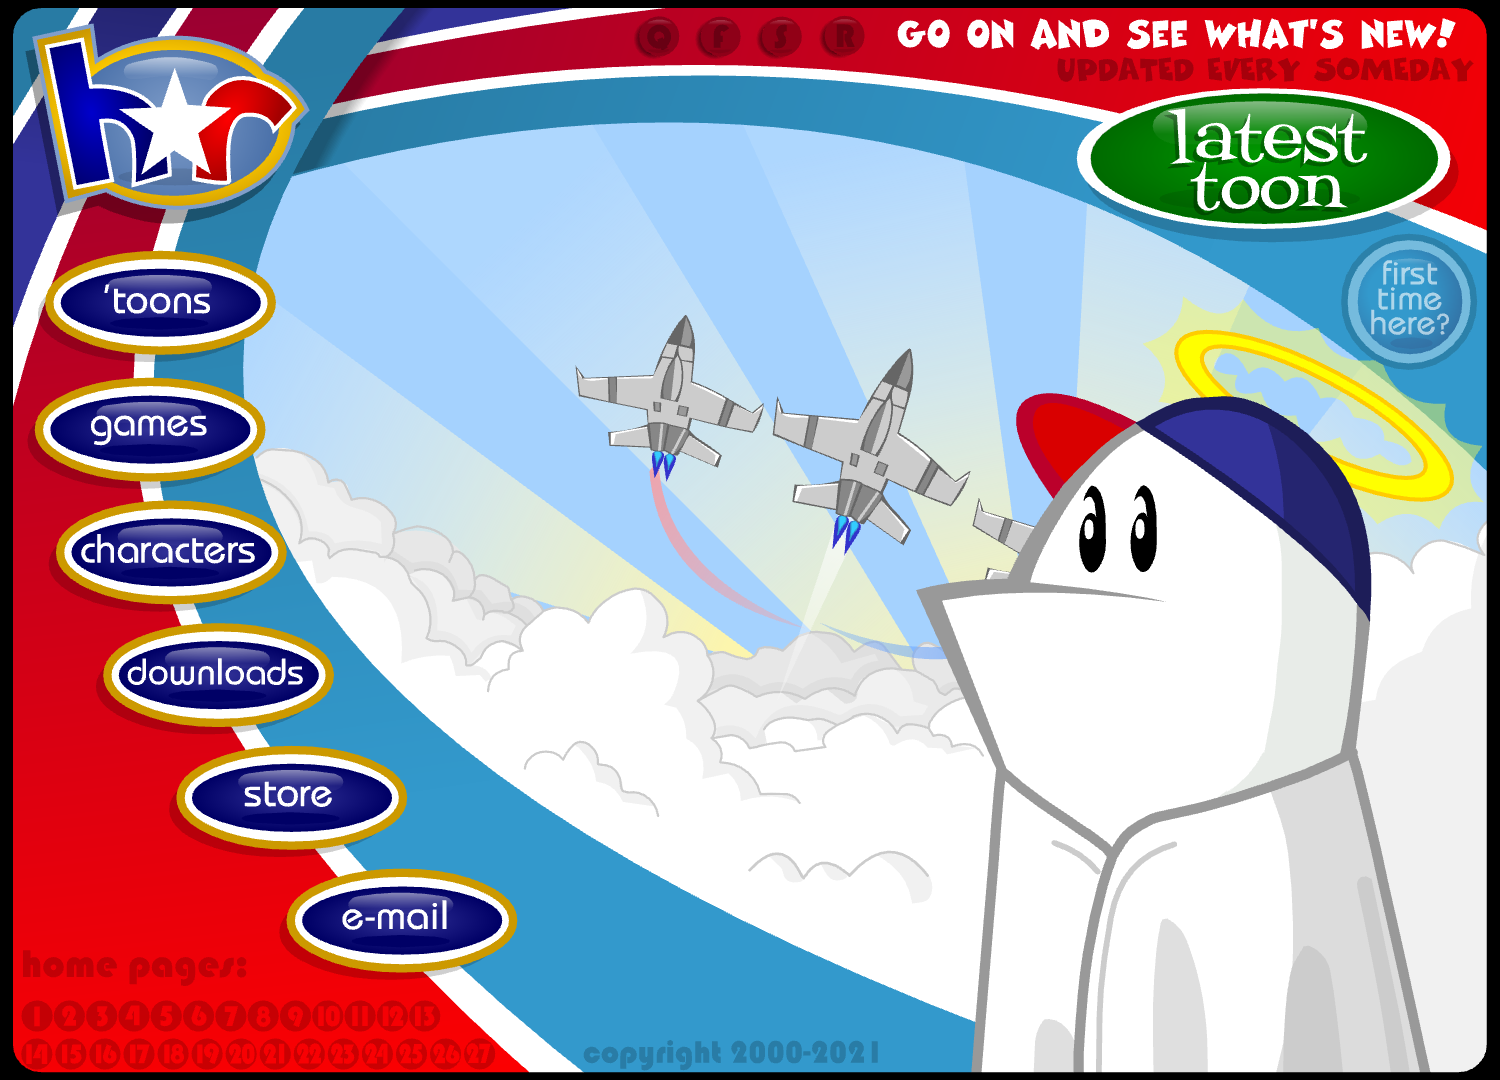 hr
Q F S R
GO ON AND SEE WHAT'S NEW!
UPDATED EVERY SOMEDAY
latest
toon
first
time
here?
'toons
games
characters
downloads
store
e-mail
home pages:
1 2 3 4 5 6 7 8 9 10 11 12 13
14 15 16 17 18 19 20 21 22 23 24 25 26 27
copyright 2000-2021